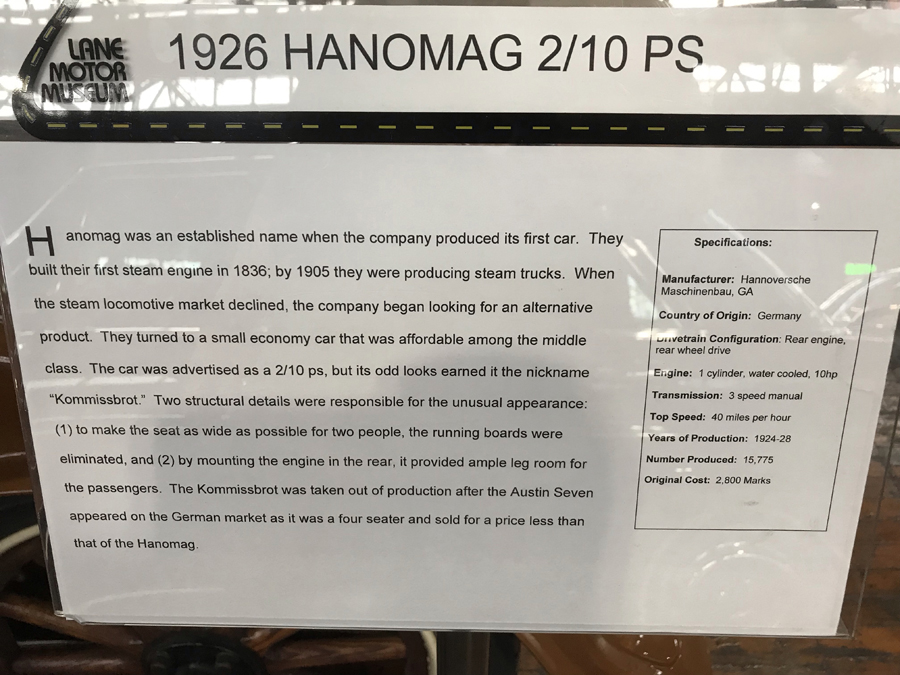 LANE
MOTOR
MUSEUM
1926 HANOMAG 2/10 PS
Hanomag was an established name when the company produced its first car. They
built their first steam engine in 1836; by 1905 they were producing steam trucks. When
the steam locomotive market declined, the company began looking for an alternative
product. They turned to a small economy car that was affordable among the middle
class. The car was advertised as a 2/10 ps, but its odd looks earned it the nickname
“Kommissbrot.” Two structural details were responsible for the unusual appearance:
(1) to make the seat as wide as possible for two people, the running boards were
eliminated, and (2) by mounting the engine in the rear, it provided ample leg room for
the passengers. The Kommissbrot was taken out of production after the Austin Seven
appeared on the German market as it was a four seater and sold for a price less than
that of the Hanomag.
Specifications:
Manufacturer: Hannoversche
Maschinenbau, GA
Country of Origin: Germany
Drivetrain Configuration: Rear engine,
rear wheel drive
Engine: 1 cylinder, water cooled, 10hp
Transmission: 3 speed manual
Top Speed: 40 miles per hour
Years of Production: 1924-28
Number Produced: 15,775
Original Cost: 2,800 Marks